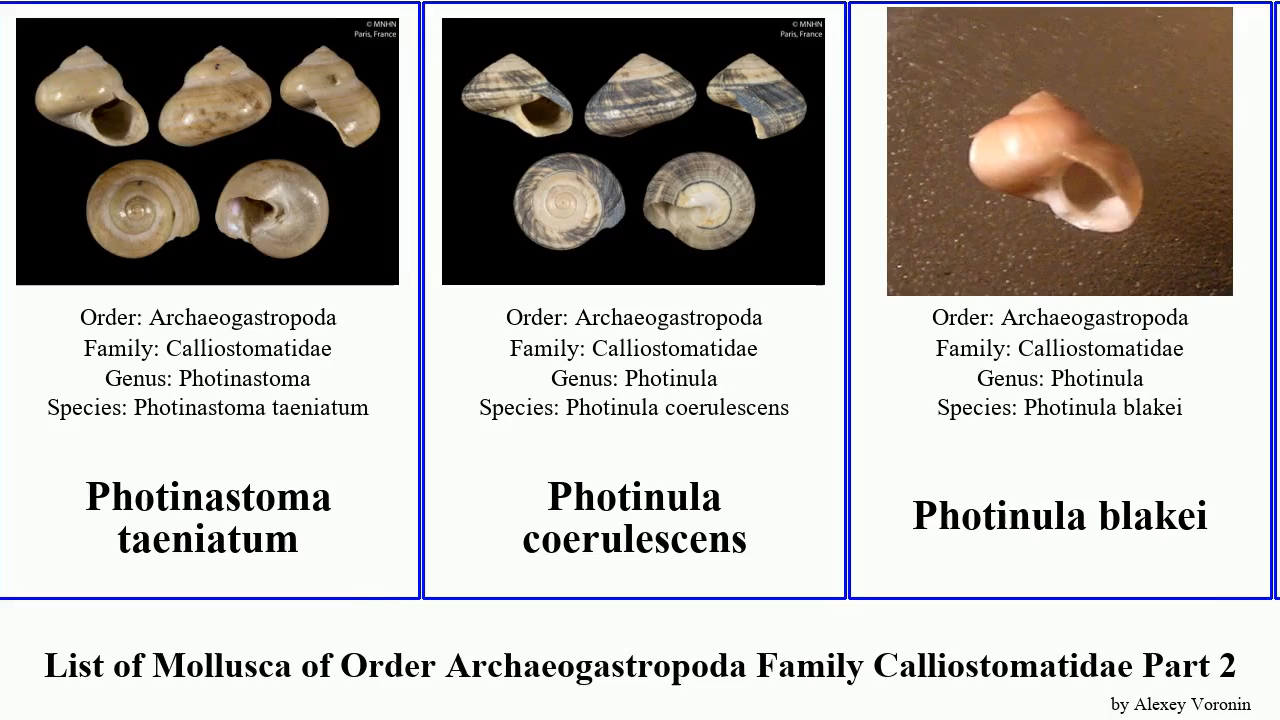 © MNHN
Paris, France
Order: Archaeogastropoda
Family: Calliostomatidae
Genus: Photinastoma
Species: Photinastoma taeniatum
Photinastoma
taeniatum
© MNHN
Paris, France
Order: Archaeogastropoda
Family: Calliostomatidae
Genus: Photinula
Species: Photinula coerulescens
Photinula
coerulescens
Order: Archaeogastropoda
Family: Calliostomatidae
Genus: Photinula
Species: Photinula blakei
Photinula blakei
List of Mollusca of Order Archaeogastropoda Family Calliostomatidae Part 2
by Alexey Voronin